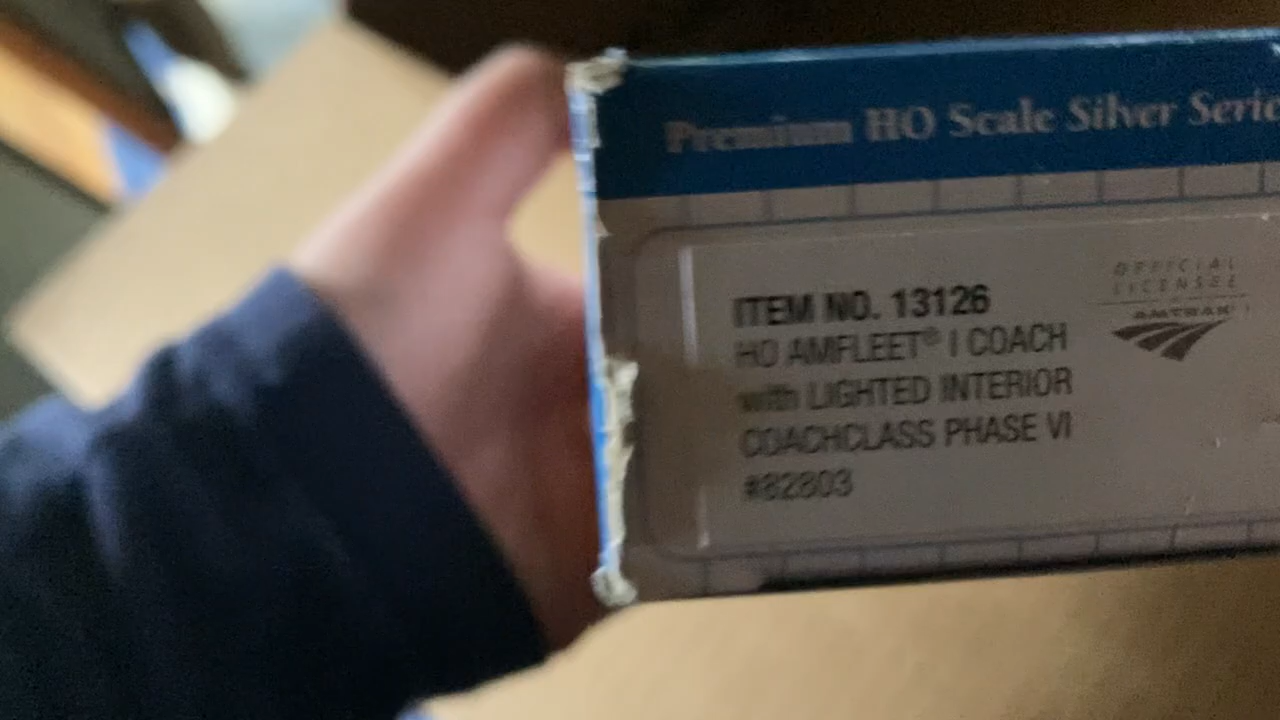 Premium HO Scale Silver Serie
ITEM NO. 13126
HO AMFLEET® I COACH
with LIGHTED INTERIOR
COACHCLASS PHASE VI
#82803
OFFICIAL
LICENSEE
AMTRAK